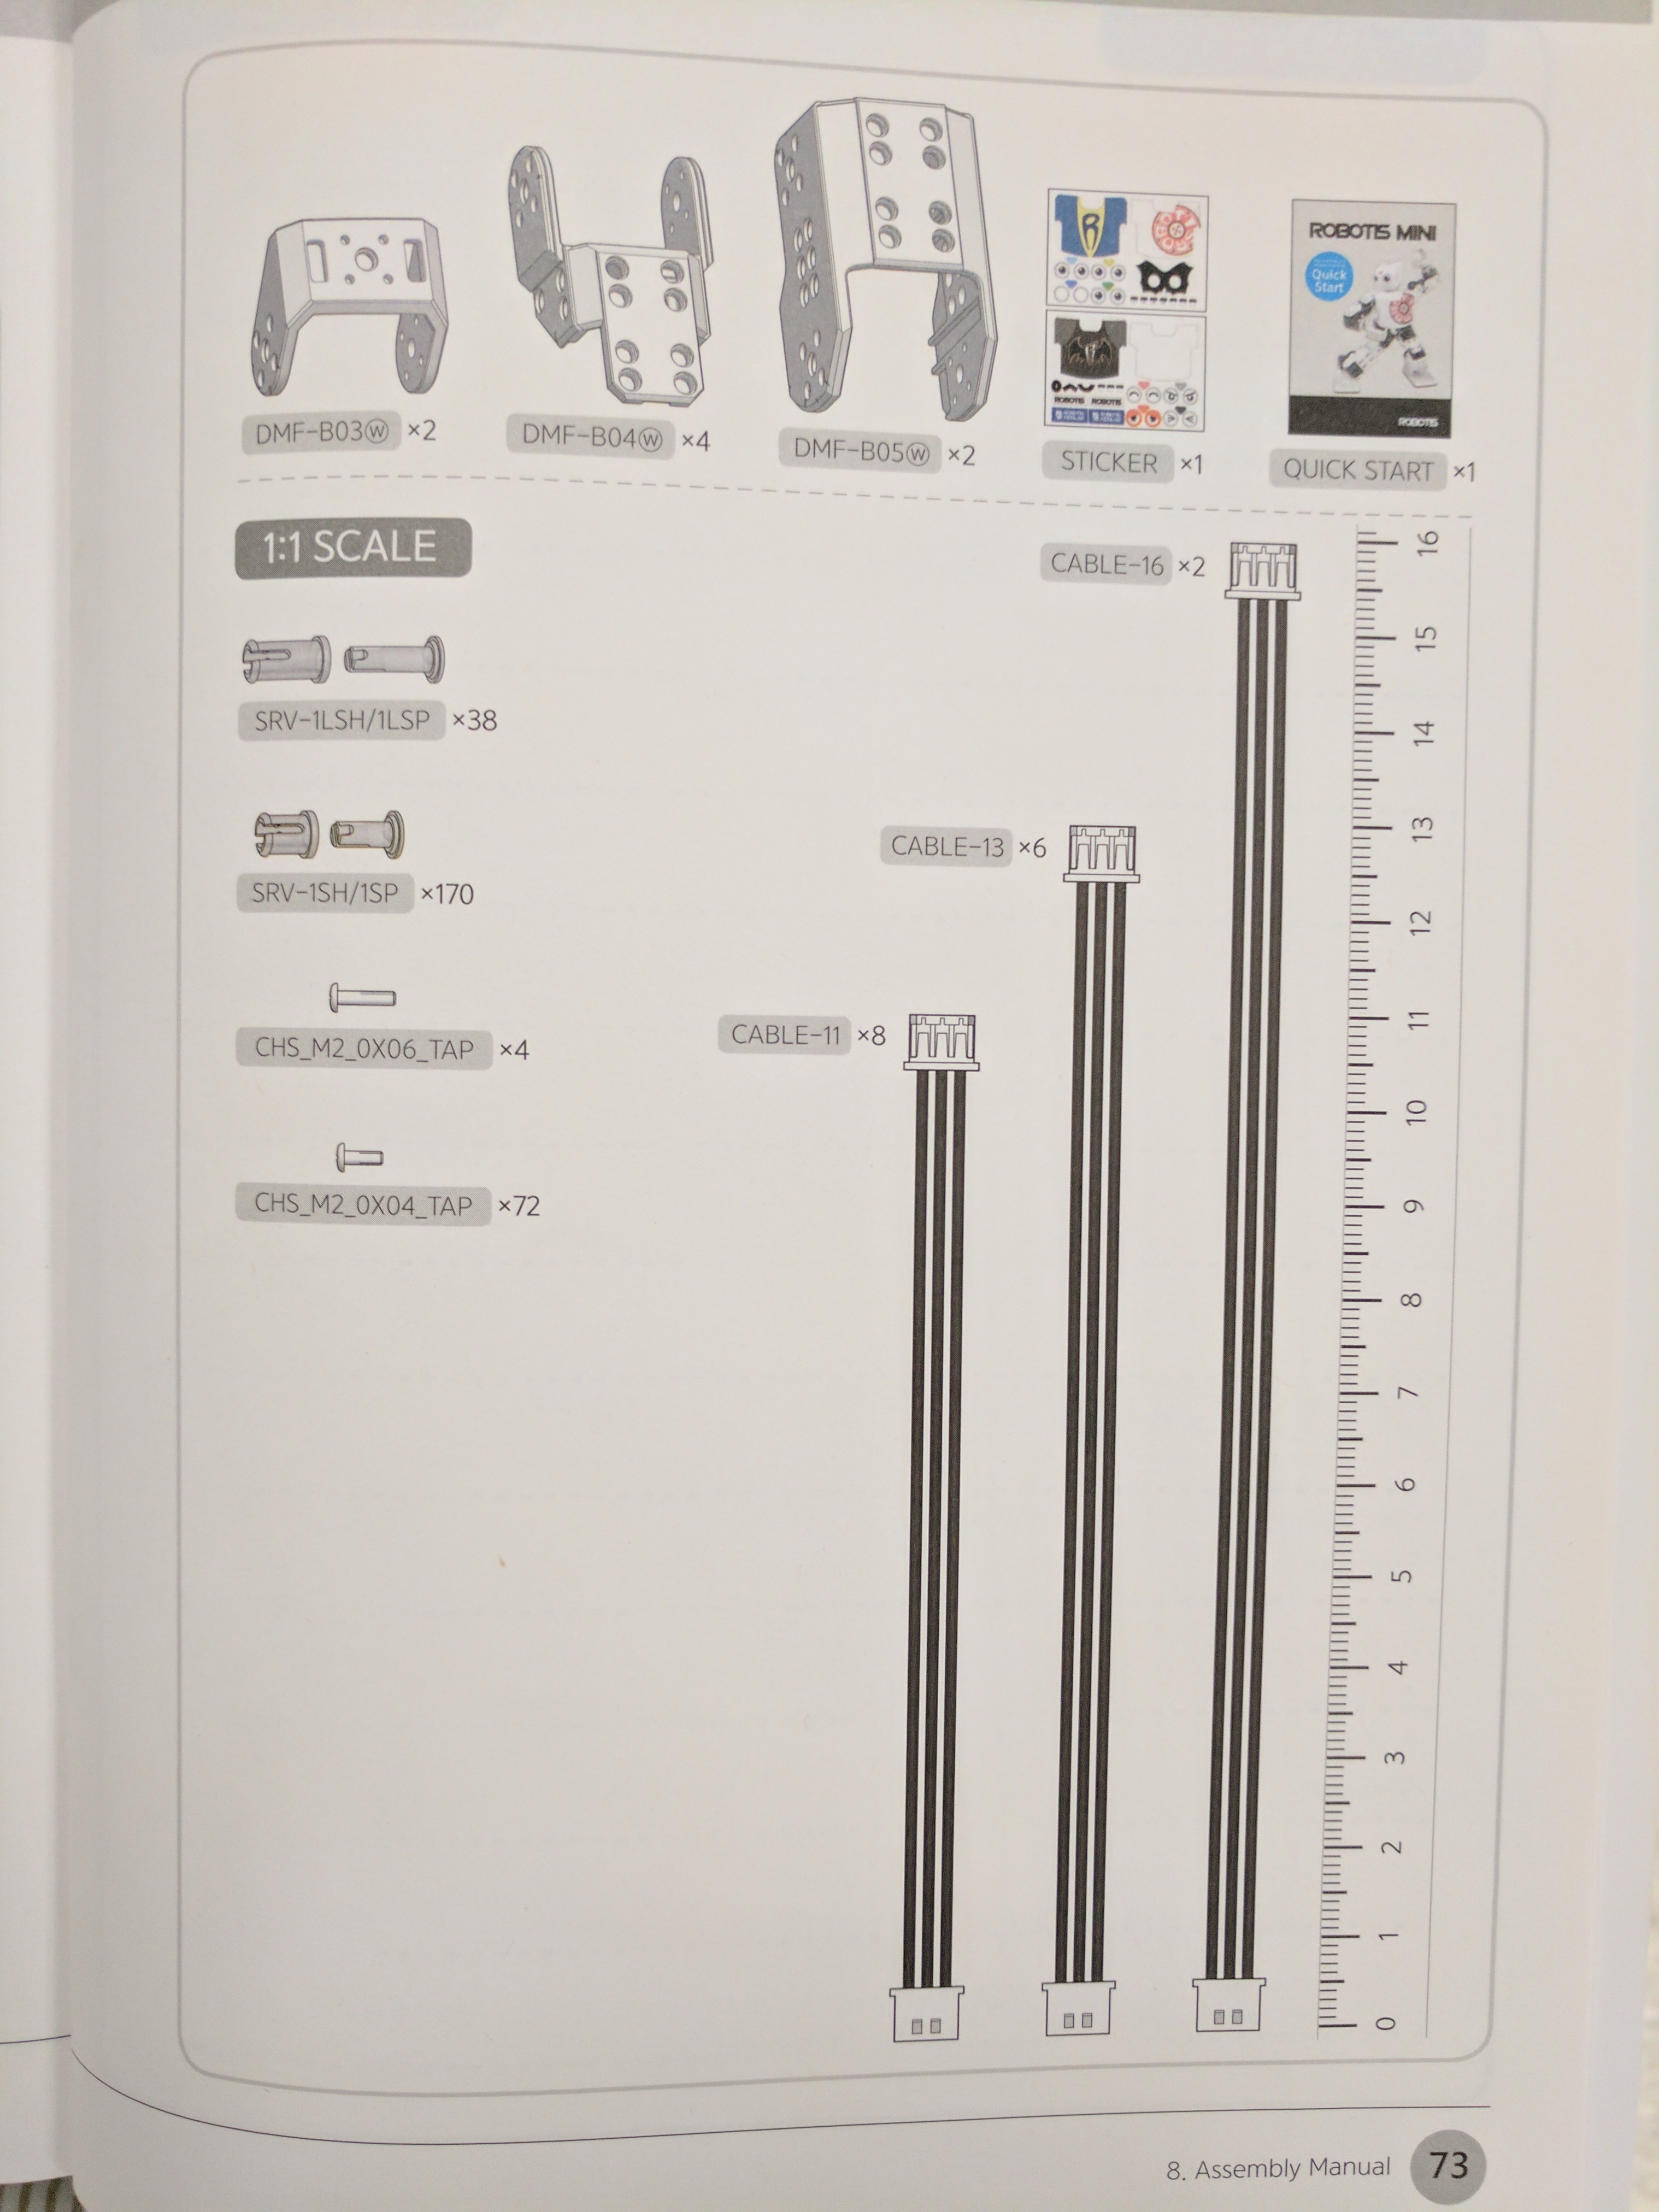 ROBOTIS MINI
Quick
Start
ROBOTIS
DMF-B03Ⓦ ×2
DMF-B04Ⓦ ×4
DMF-B05Ⓦ ×2
STICKER ×1
QUICK START ×1
1:1 SCALE
SRV-1LSH/1LSP ×38
SRV-1SH/1SP ×170
CHS_M2_0X06_TAP ×4
CHS_M2_0X04_TAP ×72
CABLE-11 ×8
CABLE-13 ×6
CABLE-16 ×2
16
15
14
13
12
11
10
9
8
7
6
5
4
3
2
1
0
8. Assembly Manual 73